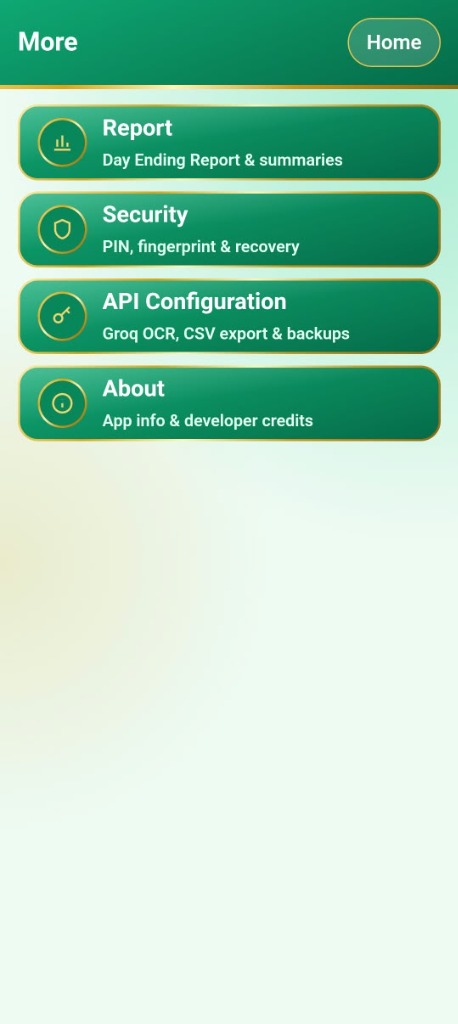 More
Home
Report
Day Ending Report & summaries
Security
PIN, fingerprint & recovery
API Configuration
Groq OCR, CSV export & backups
About
App info & developer credits